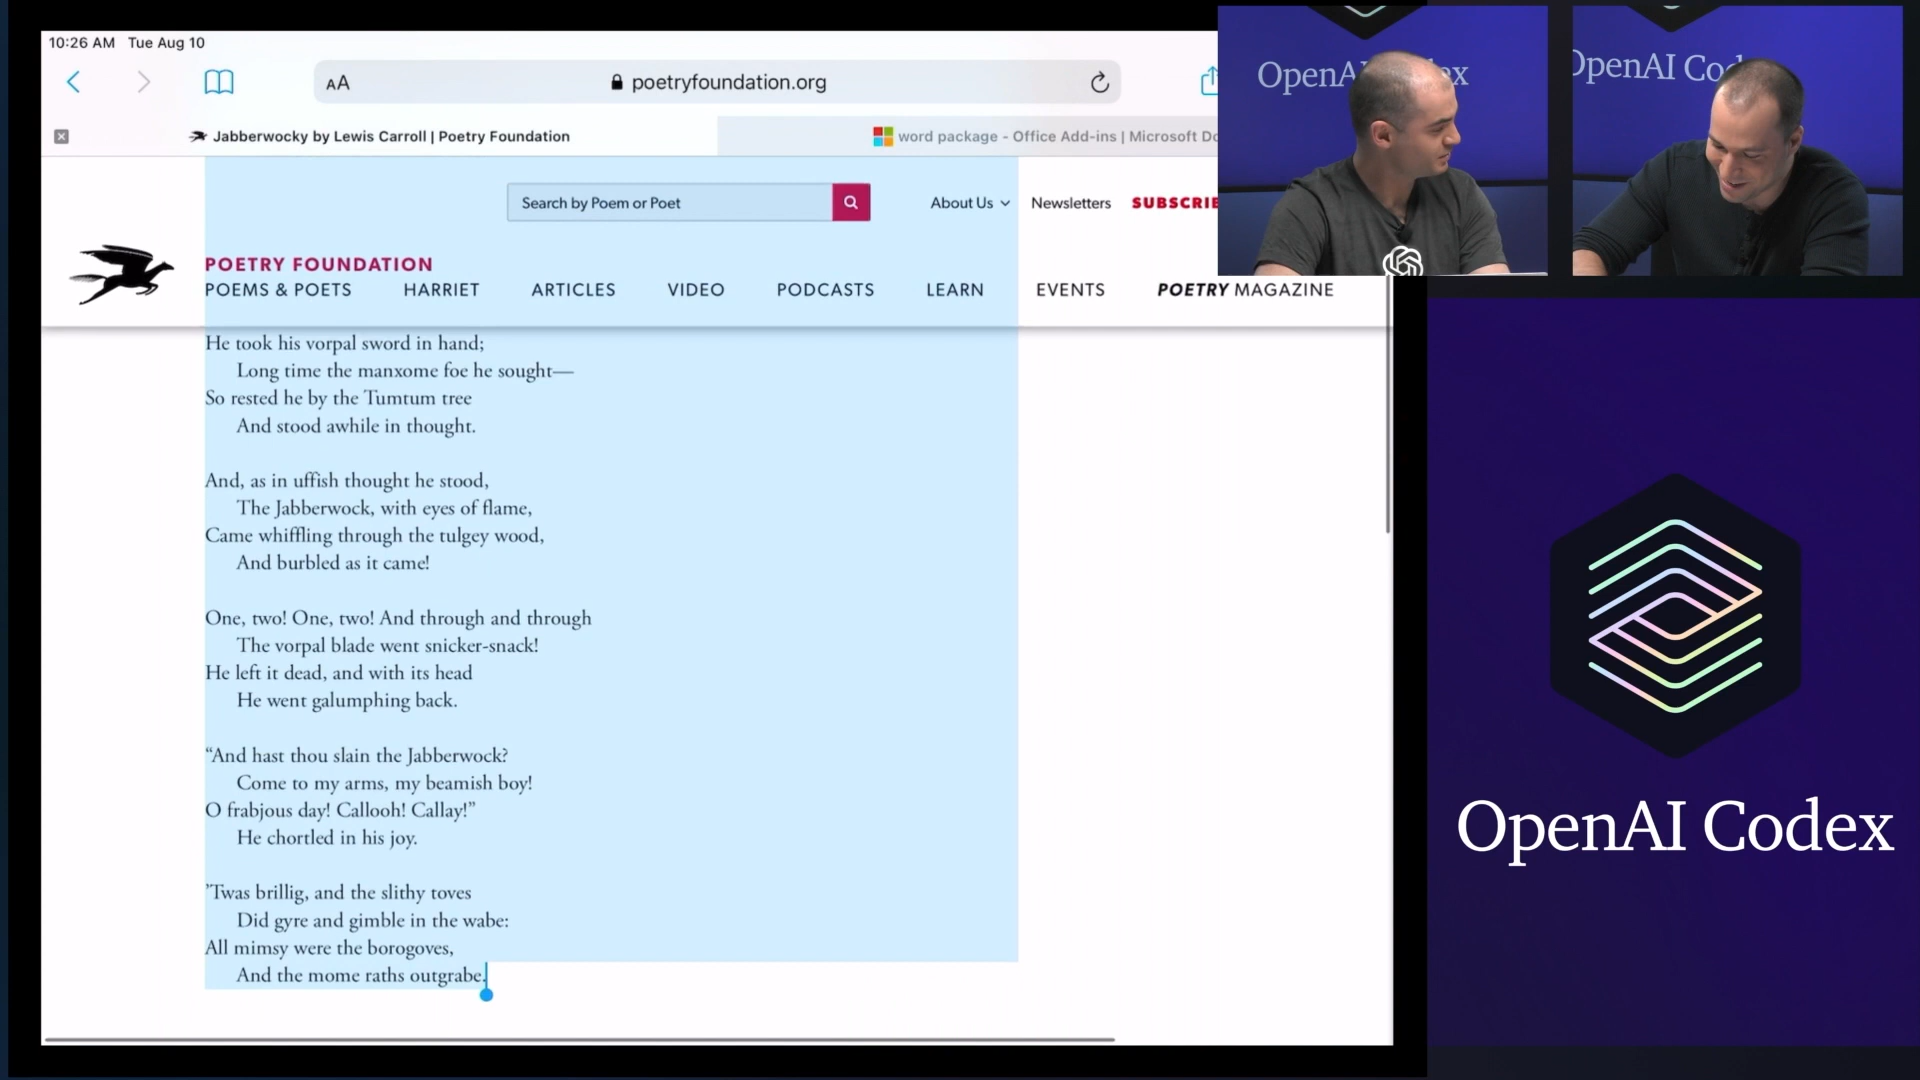 10:26 AM Tue Aug 10
AA
poetryfoundation.org
Jabberwocky by Lewis Carroll | Poetry Foundation
word package - Office Add-ins | Microsoft
Search by Poem or Poet
About Us
Newsletters
POETRY FOUNDATION
POEMS & POETS
HARRIET
ARTICLES
VIDEO
PODCASTS
LEARN
EVENTS
POETRY MAGAZINE
He took his vorpal sword in hand;
Long time the manxome foe he sought—
So rested he by the Tumtum tree
And stood awhile in thought.
And, as in uffish thought he stood,
The Jabberwock, with eyes of flame,
Came whiffling through the tulgey wood,
And burbled as it came!
One, two! One, two! And through and through
The vorpal blade went snicker-snack!
He left it dead, and with its head
He went galumphing back.
“And hast thou slain the Jabberwock?
Come to my arms, my beamish boy!
O frabjous day! Callooh! Callay!”
He chortled in his joy.
’Twas brillig, and the slithy toves
Did gyre and gimble in the wabe:
All mimsy were the borogoves,
And the mome raths outgrabe.
OpenAI Codex